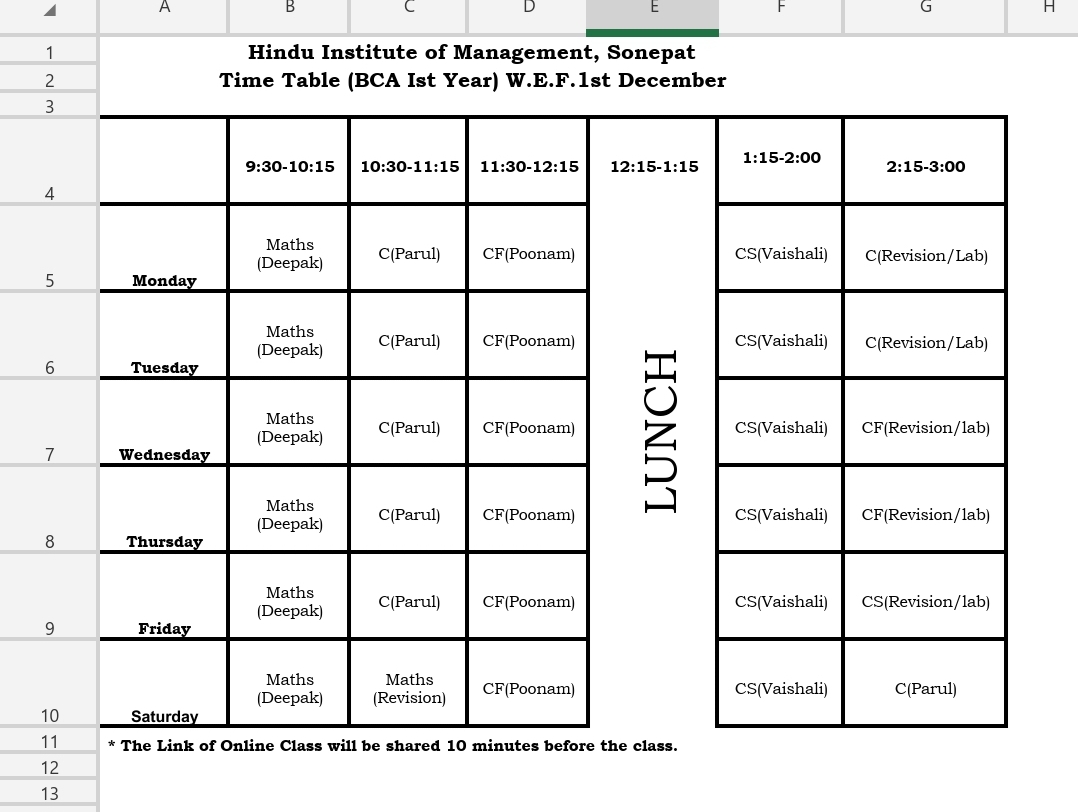 A B C D E F G H
1 Hindu Institute of Management, Sonepat
2 Time Table (BCA Ist Year) W.E.F.1st December
3
4 9:30-10:15 10:30-11:15 11:30-12:15 12:15-1:15 1:15-2:00 2:15-3:00
5 Monday Maths (Deepak) C(Parul) CF(Poonam) CS(Vaishali) C(Revision/Lab)
6 Tuesday Maths (Deepak) C(Parul) CF(Poonam) CS(Vaishali) C(Revision/Lab)
LUNCH
7 Wednesday Maths (Deepak) C(Parul) CF(Poonam) CS(Vaishali) CF(Revision/lab)
8 Thursday Maths (Deepak) C(Parul) CF(Poonam) CS(Vaishali) CF(Revision/lab)
9 Friday Maths (Deepak) C(Parul) CF(Poonam) CS(Vaishali) CS(Revision/lab)
10 Saturday Maths (Deepak) Maths (Revision) CF(Poonam) CS(Vaishali) C(Parul)
11 * The Link of Online Class will be shared 10 minutes before the class.
12
13